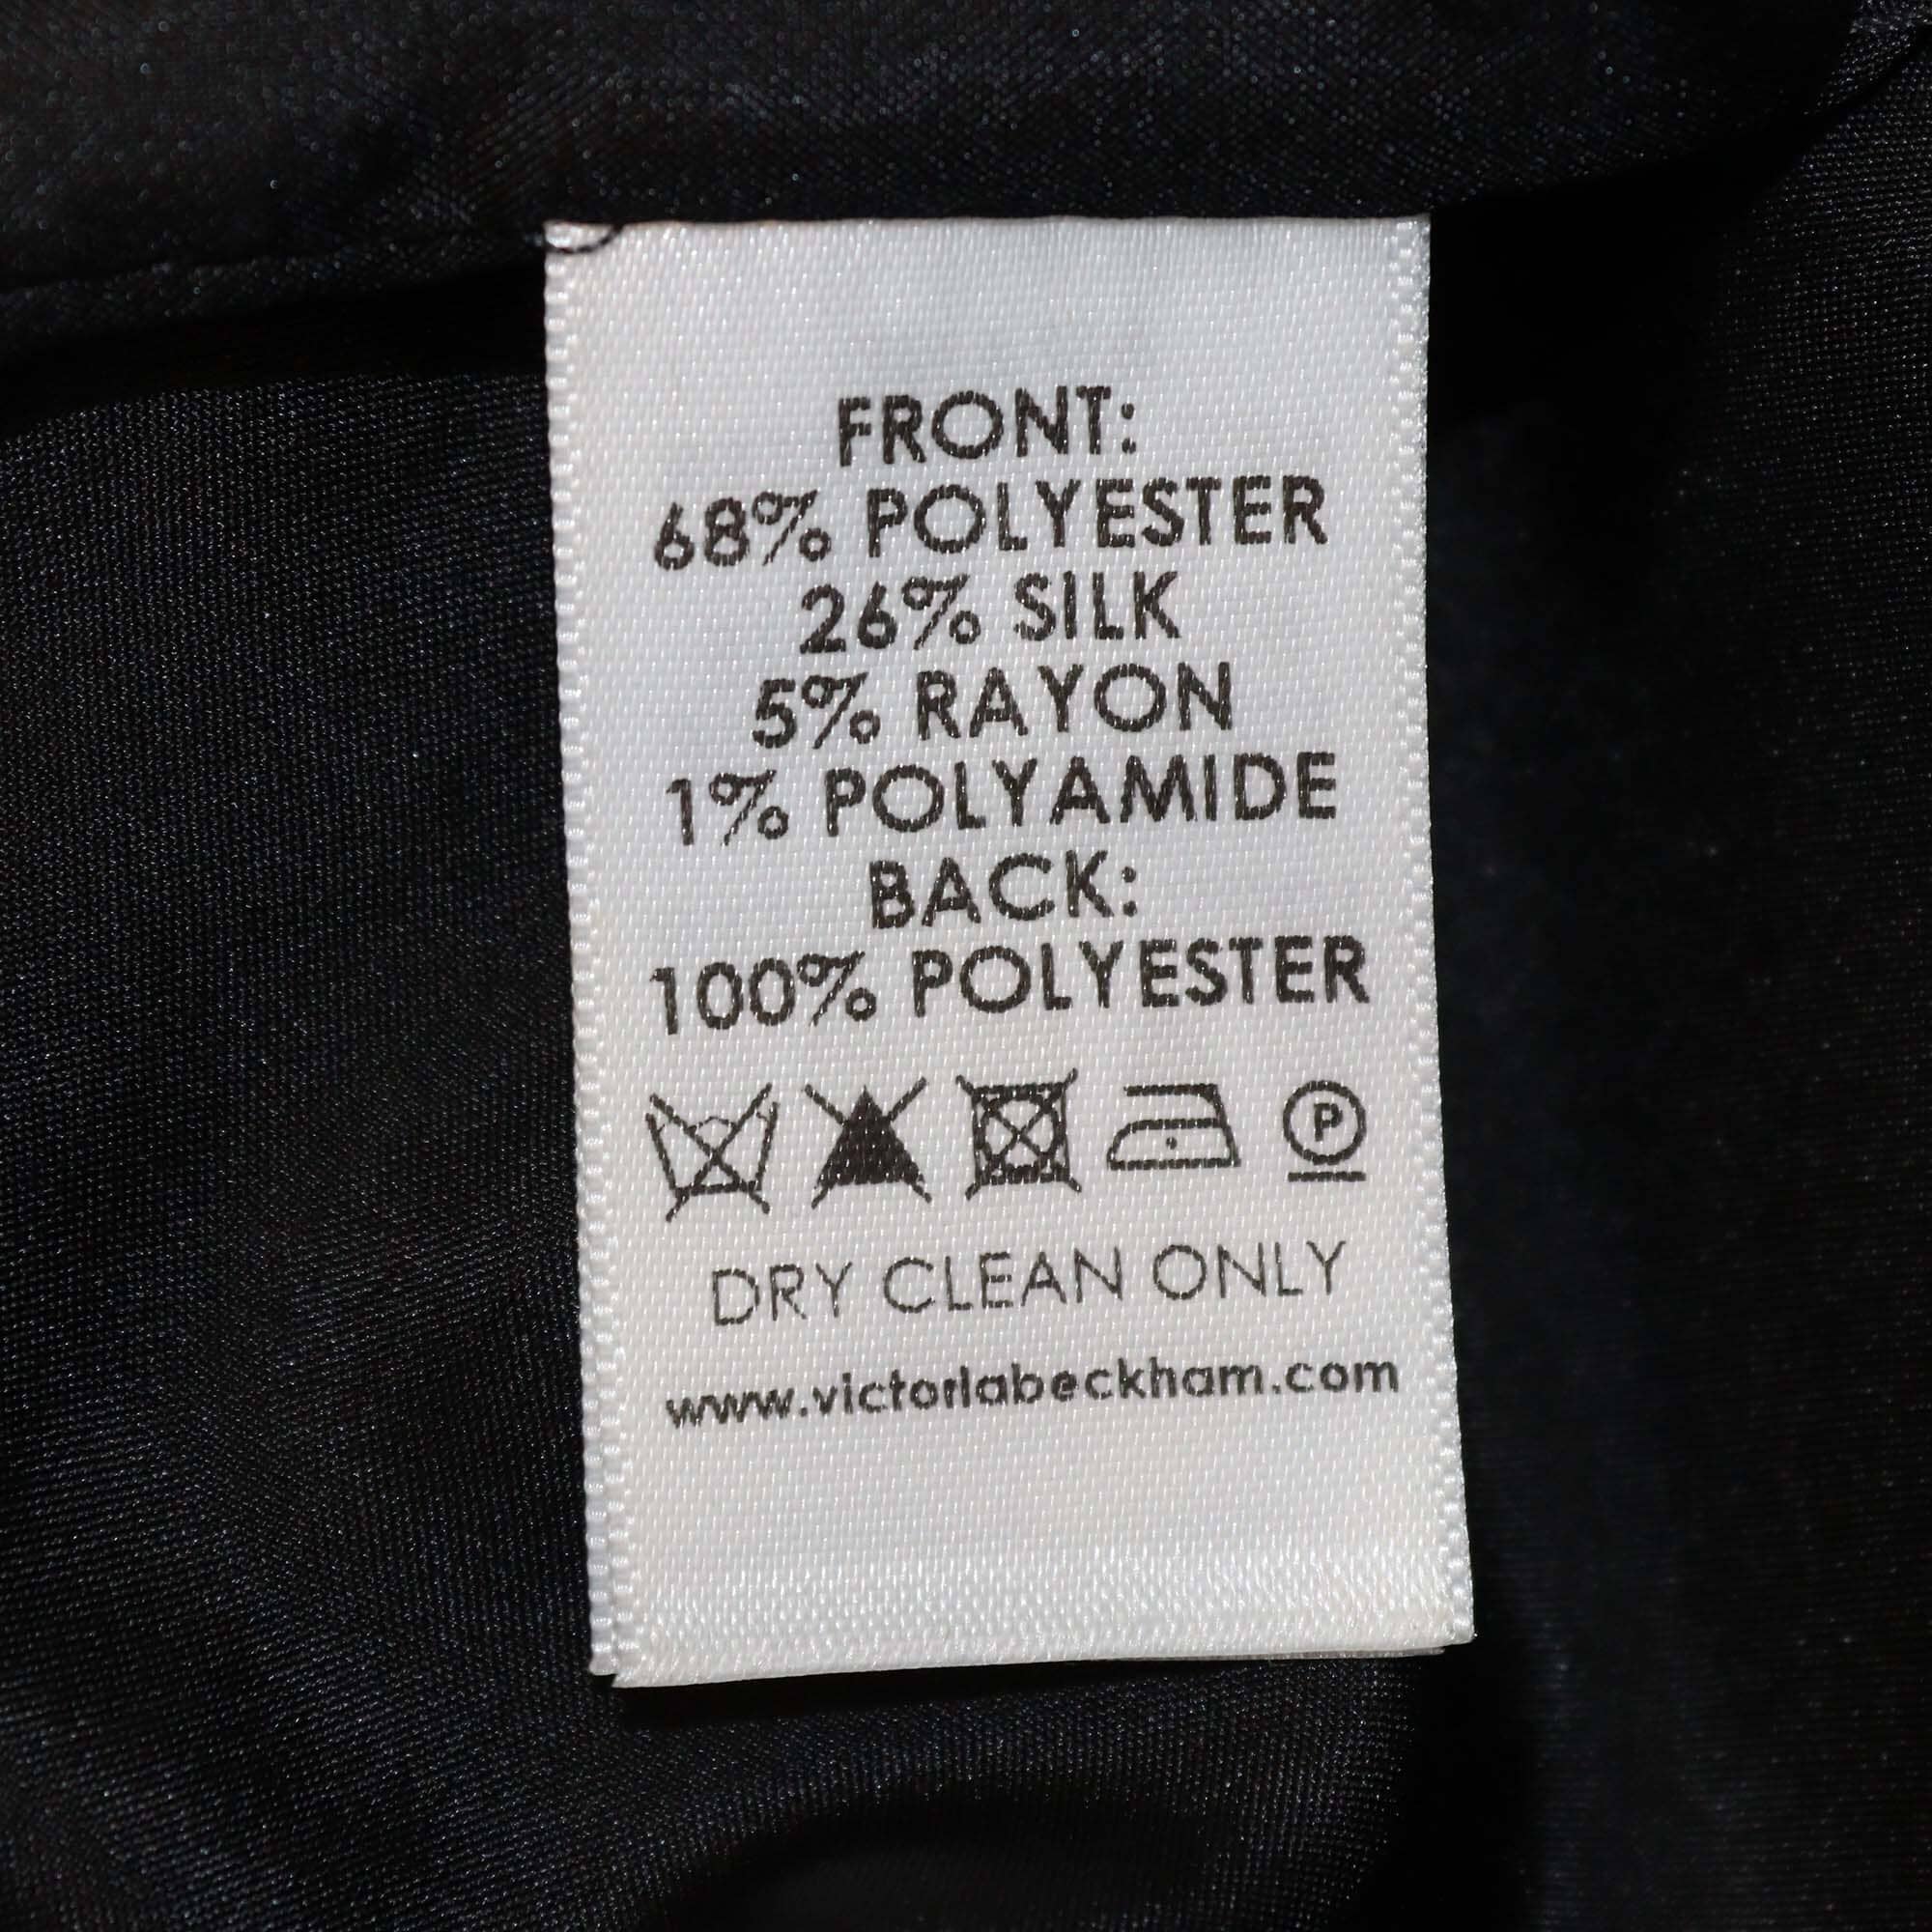 FRONT:
68% POLYESTER
26% SILK
5% RAYON
1% POLYAMIDE
BACK:
100% POLYESTER
P
DRY CLEAN ONLY
www.victoriabeckham.com